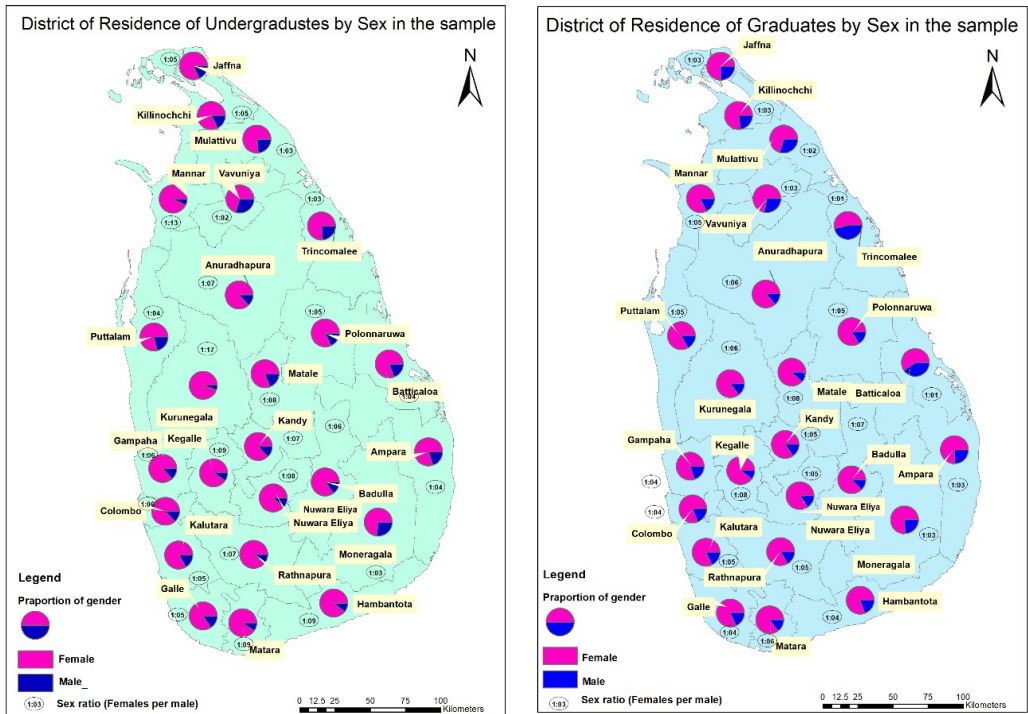 District of Residence of Undergradustes by Sex in the sample
N
1:05
Jaffna
Killinochchi
1:05
Mulattivu
1:03
Mannar
Vavuniya
1:03
1:13
1:02
Trincomalee
Anuradhapura
1:07
1:04
1:05
Puttalam
Polonnaruwa
1:17
Matale
Batticaloa
1:04
1:08
Kurunegala
Kandy
1:06
Gampaha
Kegalle
1:07
1:09
Ampara
1:06
1:08
Badulla
1:04
Nuwara Eliya
Nuwara Eliya
Colombo
Kalutara
1:07
Moneragala
Rathnapura
1:03
Legend
Galle
1:05
Praportion of gender
Hambantota
1:05
1:09
Matara
1:09
Female
Male_
1:03
Sex ratio (Females per male)
0 12.5 25 50 75 100
Kilometers
District of Residence of Graduates by Sex in the sample
N
Jaffna
1:03
Killinochchi
1:03
1:02
Mulattivu
Mannar
1:03
1:01
1:05
Vavuniya
Trincomalee
Anuradhapura
1:06
Polonnaruwa
Puttalam
1:05
1:05
1:06
Matale
Batticaloa
1:01
1:08
Kurunegala
Kandy
1:07
Gampaha
1:05
Kegalle
Badulla
Ampara
1:04
1:08
1:05
1:03
Nuwara Eliya
1:04
Colombo
Kalutara
Nuwara Eliya
1:03
1:05
Rathnapura
1:05
Moneragala
Legend
Praportion of gender
Galle
Hambantota
1:04
1:04
1:06
Matara
Female
Male
1:03
Sex ratio (Females per male)
0 12.5 25 50 75 100
Kilometers